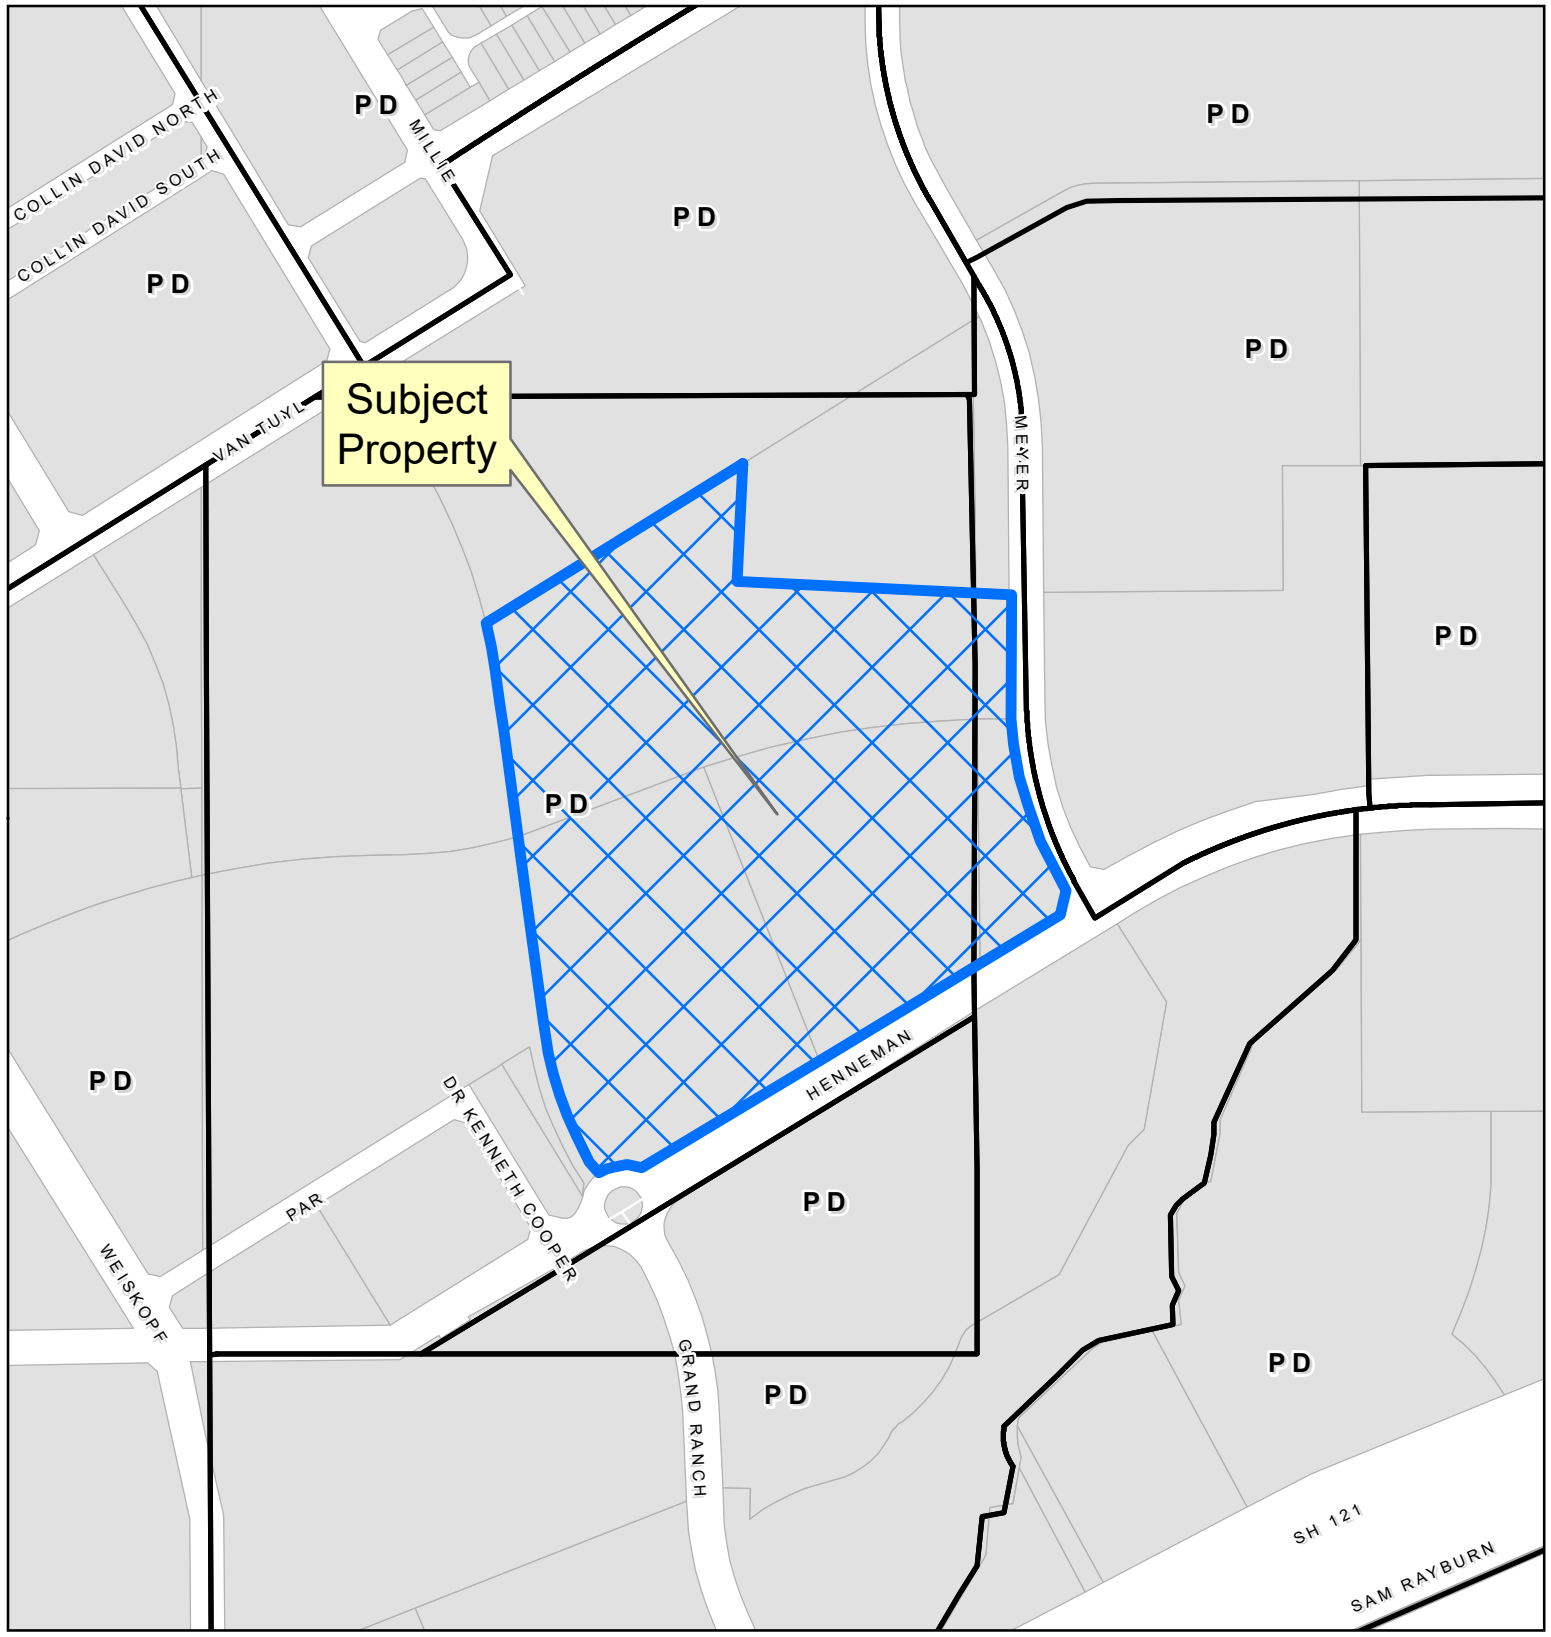 PD
PD
COLLIN DAVID NORTH
MILLIE
COLLIN DAVID SOUTH
PD
PD
PD
Subject
Property
VAN TUYL
MEYER
PD
PD
PD
HENNEMAN
DR KENNETH COOPER
PAR
PD
WEISKOPF
GRAND RANCH
PD
PD
SH 121
SAM RAYBURN